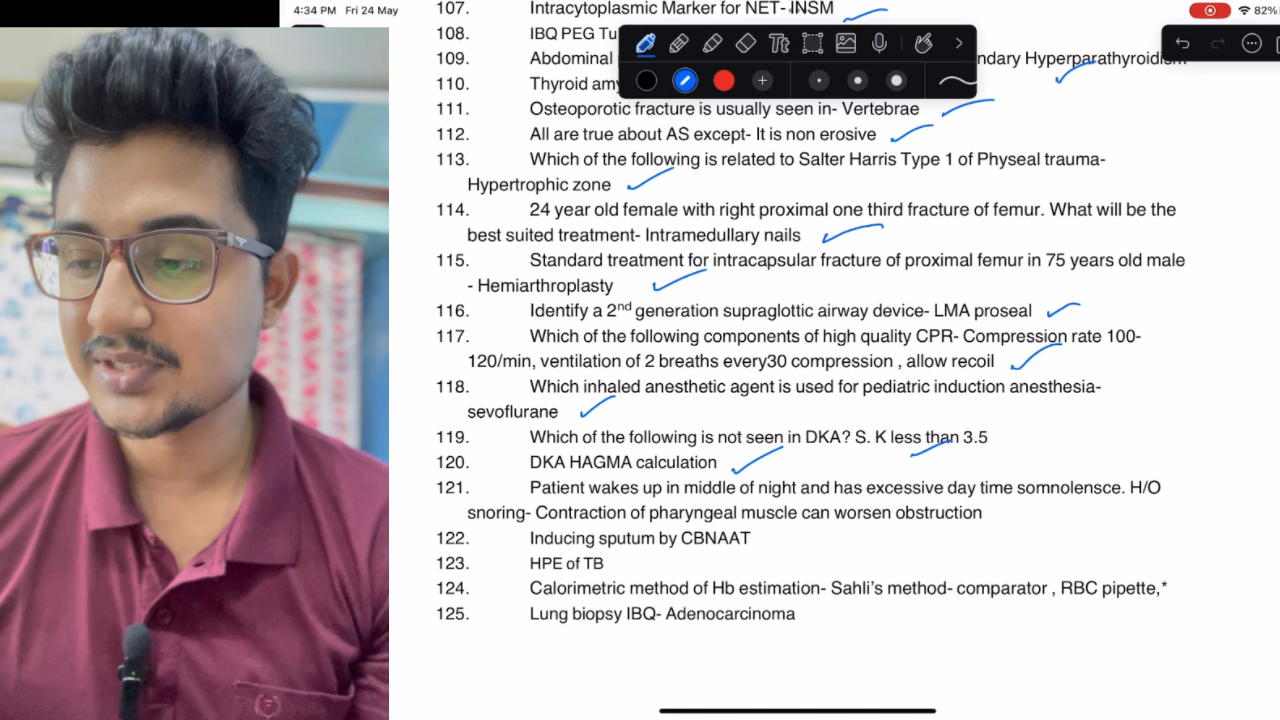 4:34 PM Fri 24 May
82%
107. Intracytoplasmic Marker for NET- INSM
108. IBQ PEG Tu
109. Abdominal ndary Hyperparathyroidism
110. Thyroid amy
Tt
111. Osteoporotic fracture is usually seen in- Vertebrae
112. All are true about AS except- It is non erosive
113. Which of the following is related to Salter Harris Type 1 of Physeal trauma-
Hypertrophic zone
114. 24 year old female with right proximal one third fracture of femur. What will be the
best suited treatment- Intramedullary nails
115. Standard treatment for intracapsular fracture of proximal femur in 75 years old male
- Hemiarthroplasty
116. Identify a 2nd generation supraglottic airway device- LMA proseal
117. Which of the following components of high quality CPR- Compression rate 100-
120/min, ventilation of 2 breaths every30 compression , allow recoil
118. Which inhaled anesthetic agent is used for pediatric induction anesthesia-
sevoflurane
119. Which of the following is not seen in DKA? S. K less than 3.5
120. DKA HAGMA calculation
121. Patient wakes up in middle of night and has excessive day time somnolensce. H/O
snoring- Contraction of pharyngeal muscle can worsen obstruction
122. Inducing sputum by CBNAAT
123. HPE of TB
124. Calorimetric method of Hb estimation- Sahli's method- comparator , RBC pipette,*
125. Lung biopsy IBQ- Adenocarcinoma